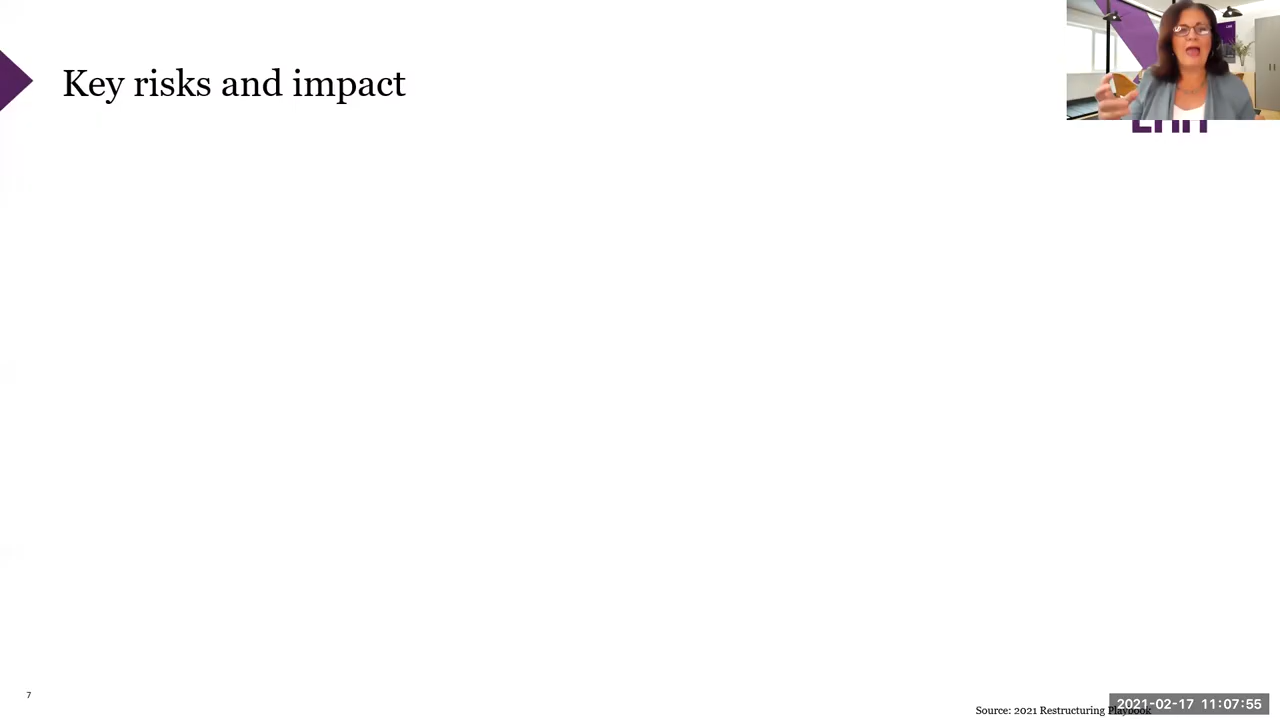 Key risks and impact
7
Source: 2021 Restructuring Playbook
2021-02-17 11:07:55